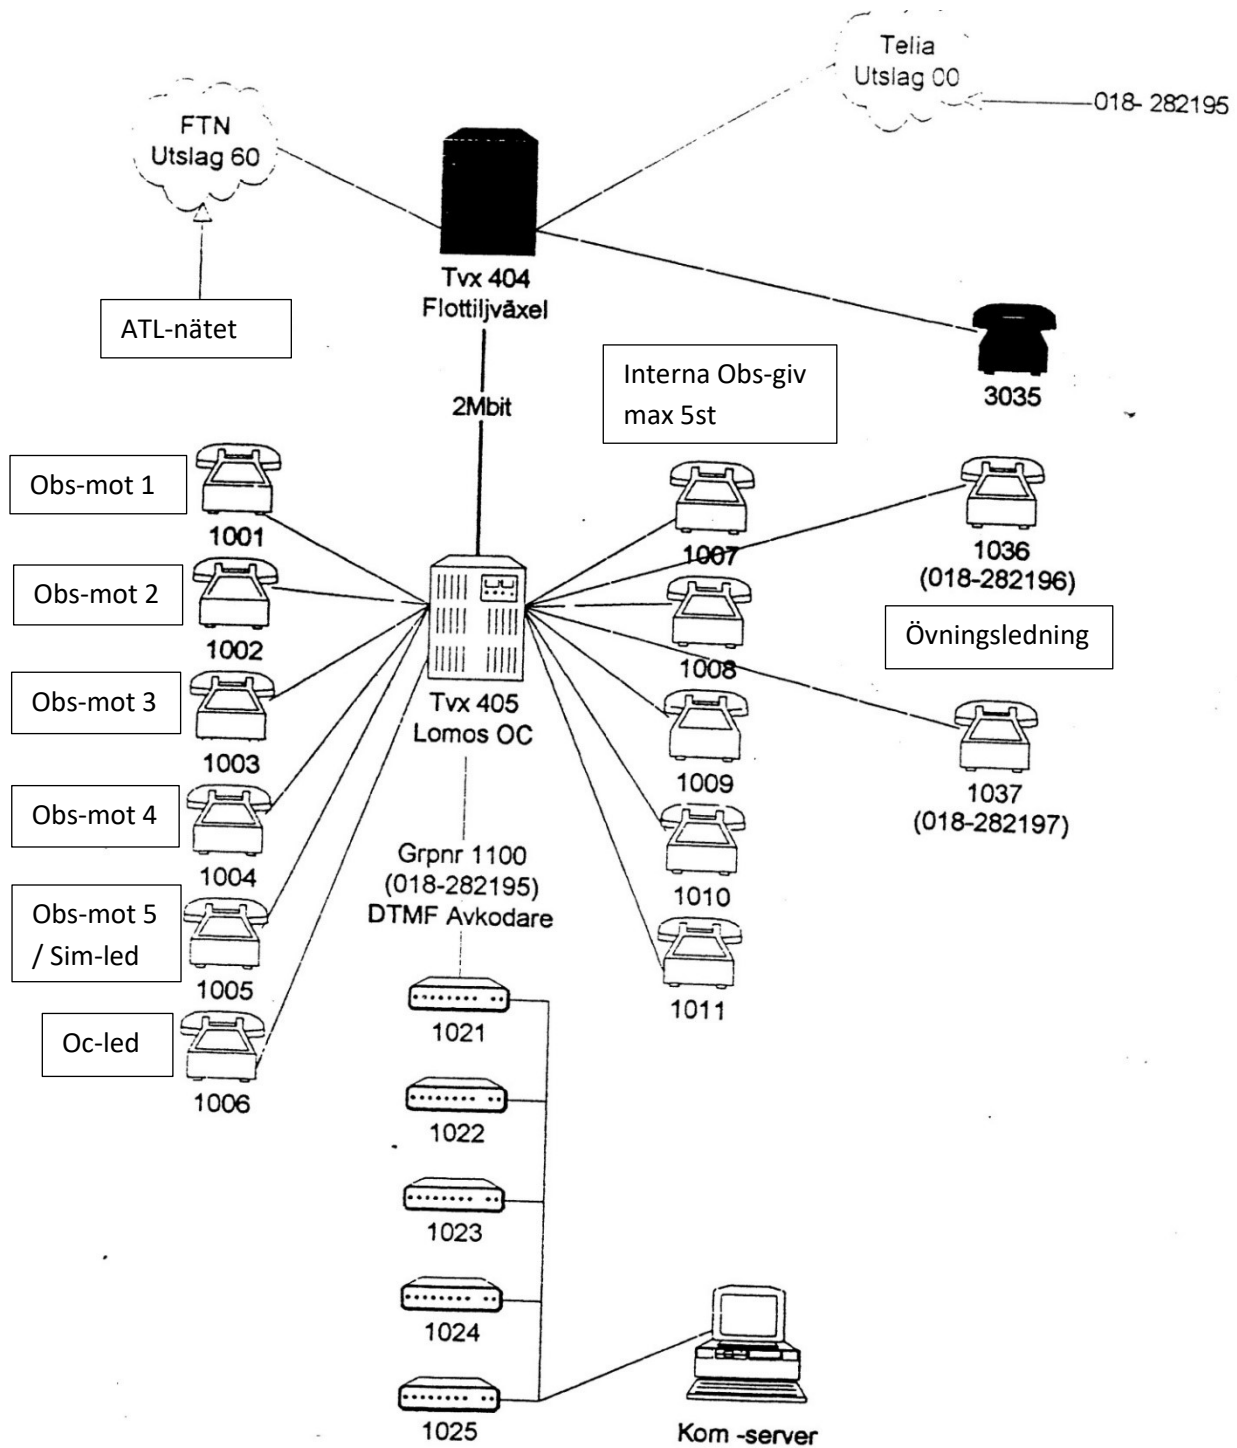 Telia
Utslag 00
018- 282195
FTN
Utslag 60
Tvx 404
Flottiljväxel
ATL-nätet
3035
2Mbit
Interna Obs-giv
max 5st
Obs-mot 1
1001
1007
1036
(018-282196)
Obs-mot 2
1002
1008
Övningsledning
Obs-mot 3
1003
Tvx 405
Lomos OC
1009
1037
(018-282197)
Obs-mot 4
1004
Grpnr 1100
(018-282195)
DTMF Avkodare
1010
Obs-mot 5
/ Sim-led
1005
1011
Oc-led
1006
1021
1022
1023
1024
1025
Kom -server